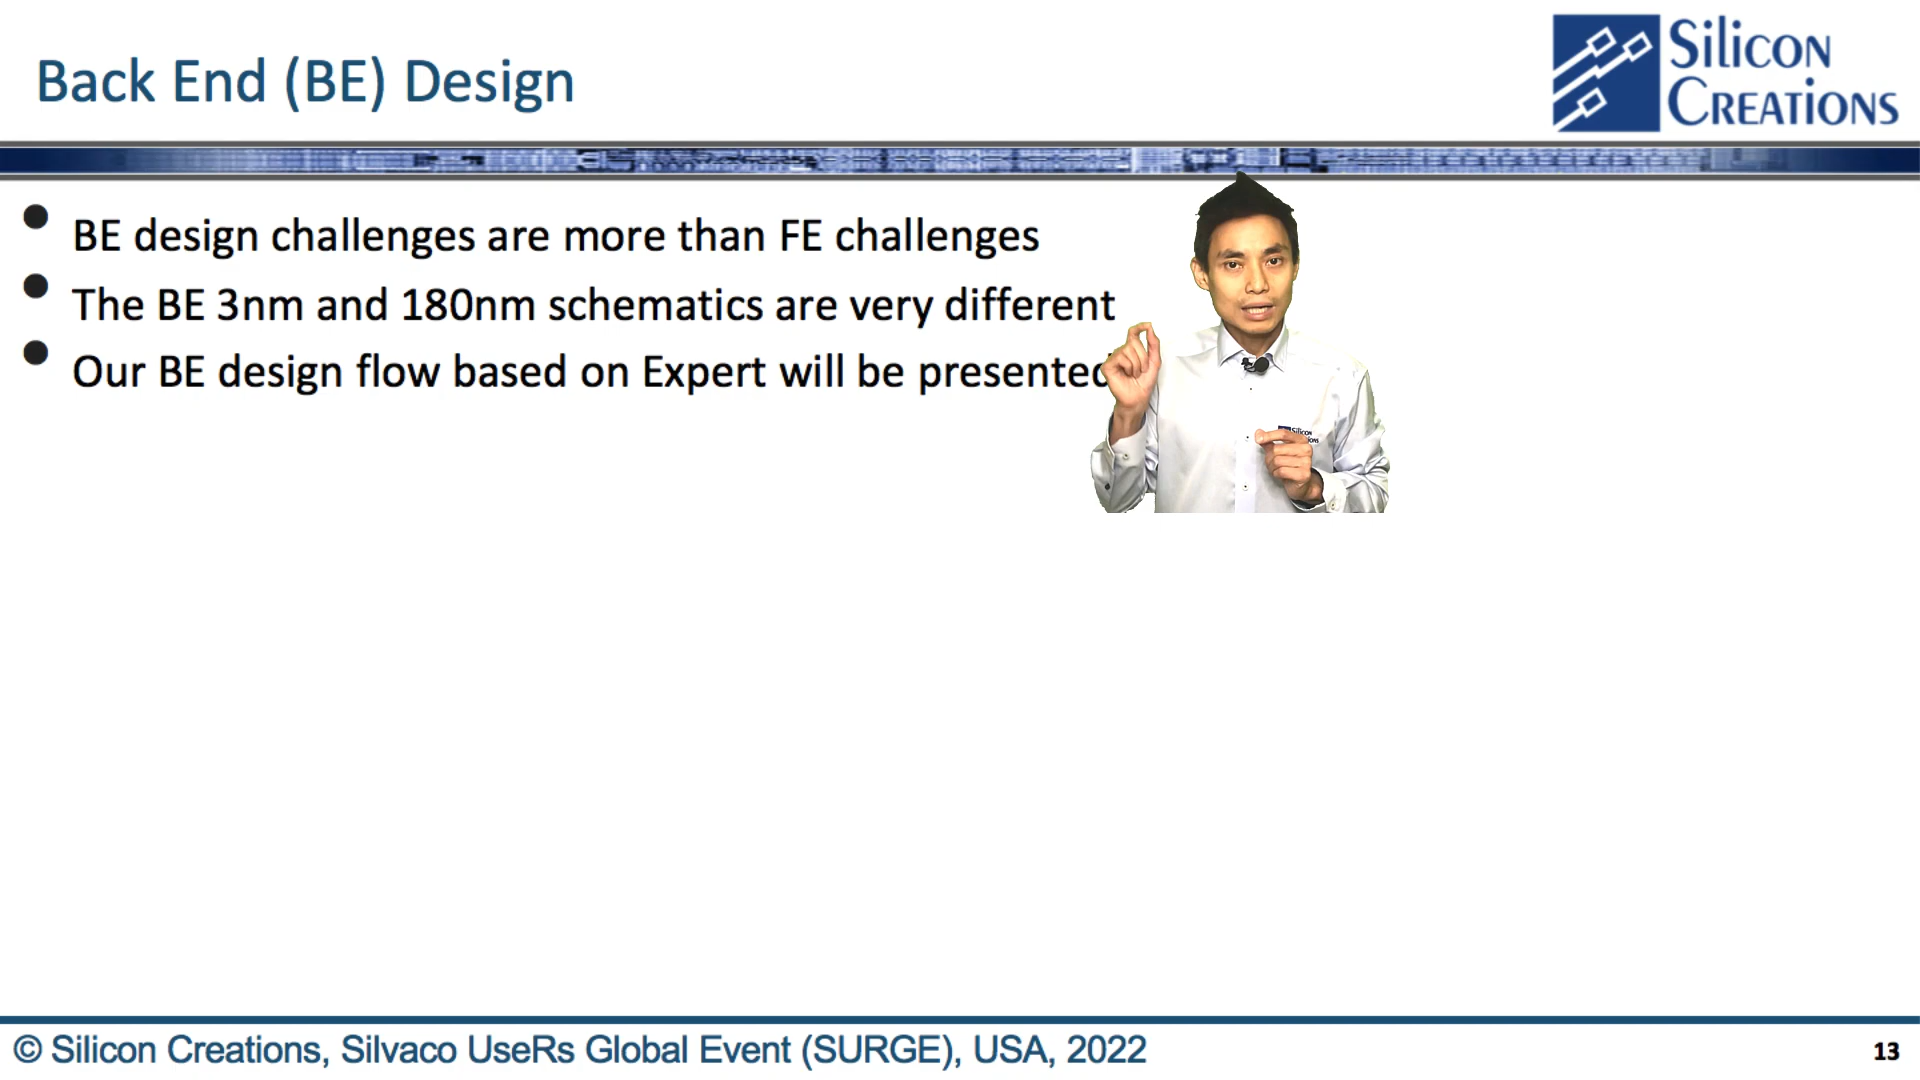 Back End (BE) Design
Silicon
Creations
BE design challenges are more than FE challenges
The BE 3nm and 180nm schematics are very different
Our BE design flow based on Expert will be presented
Silicon
© Silicon Creations, Silvaco UseRs Global Event (SURGE), USA, 2022
13